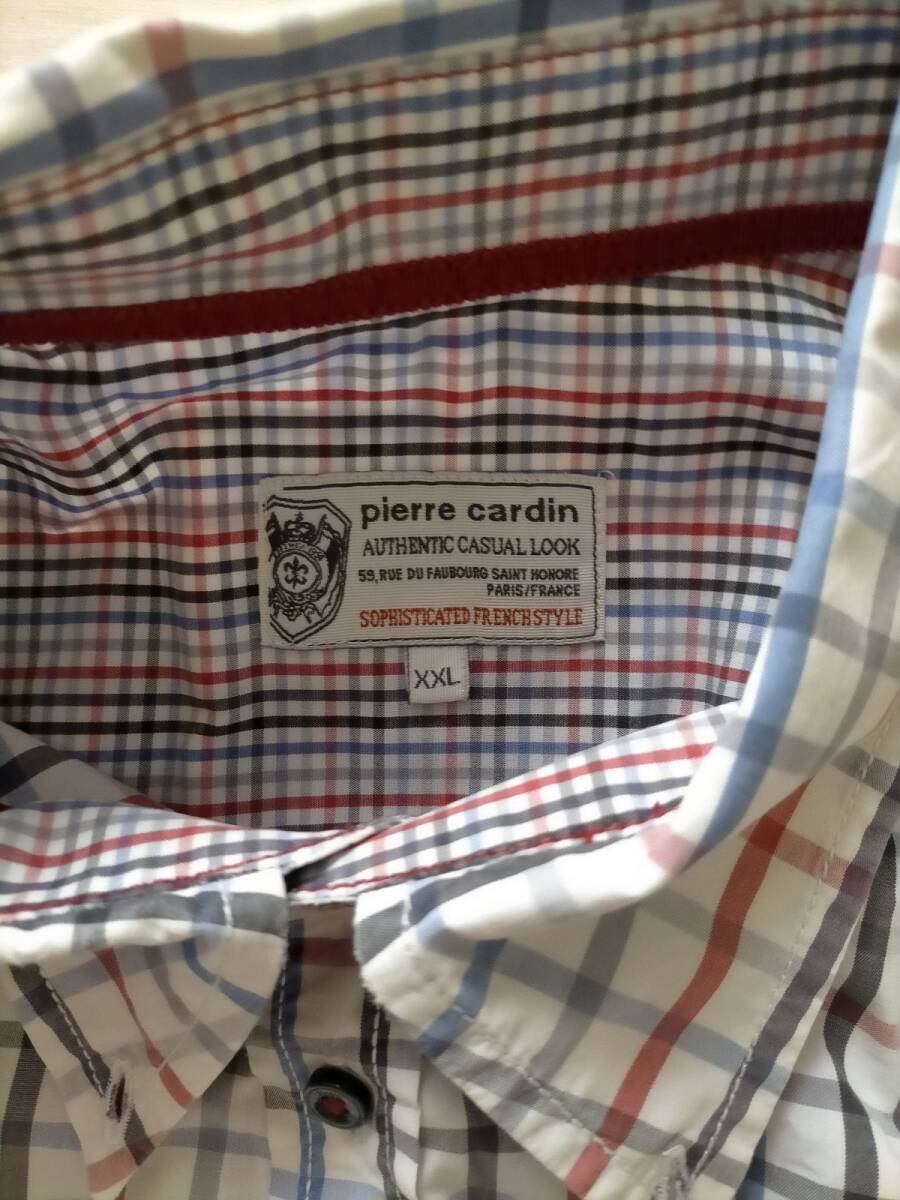 pierre cardin
AUTHENTIC CASUAL LOOK
59, RUE DU FAUBOURG SAINT HONORE
PARIS/FRANCE
SOPHISTICATED FRENCH STYLE
XXL